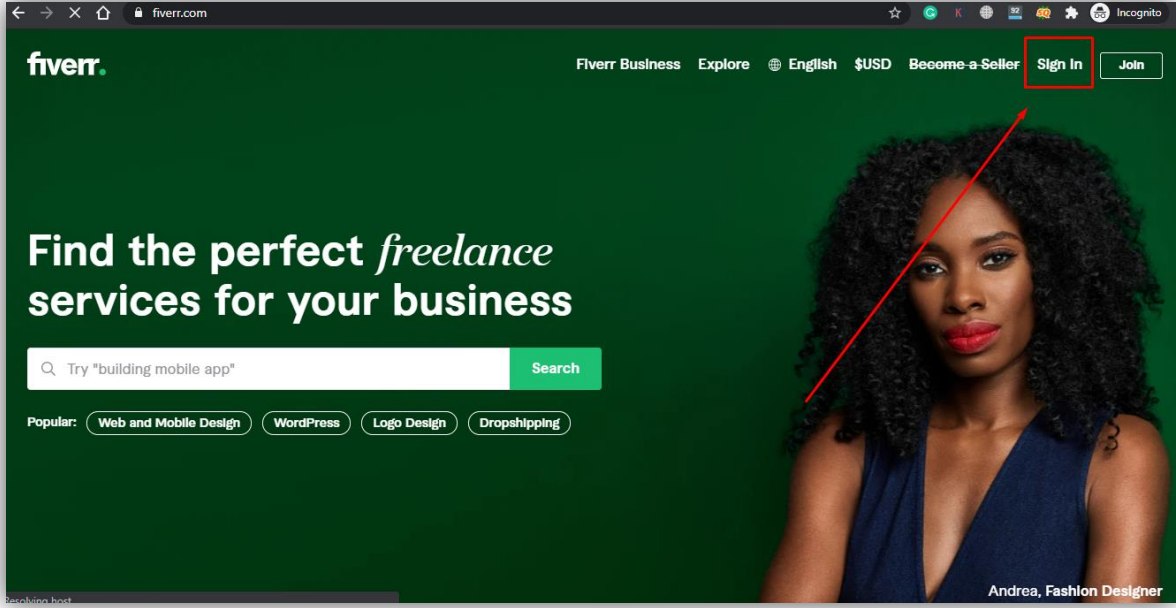 fiverr.com
92
SQ
Incognito
fiverr.
Fiverr Business Explore English $USD Become a Seller Sign In Join
Find the perfect freelance
services for your business
Try "building mobile app"
Search
Popular: Web and Mobile Design WordPress Logo Design Dropshipping
Andrea, Fashion Designer
Resolving host